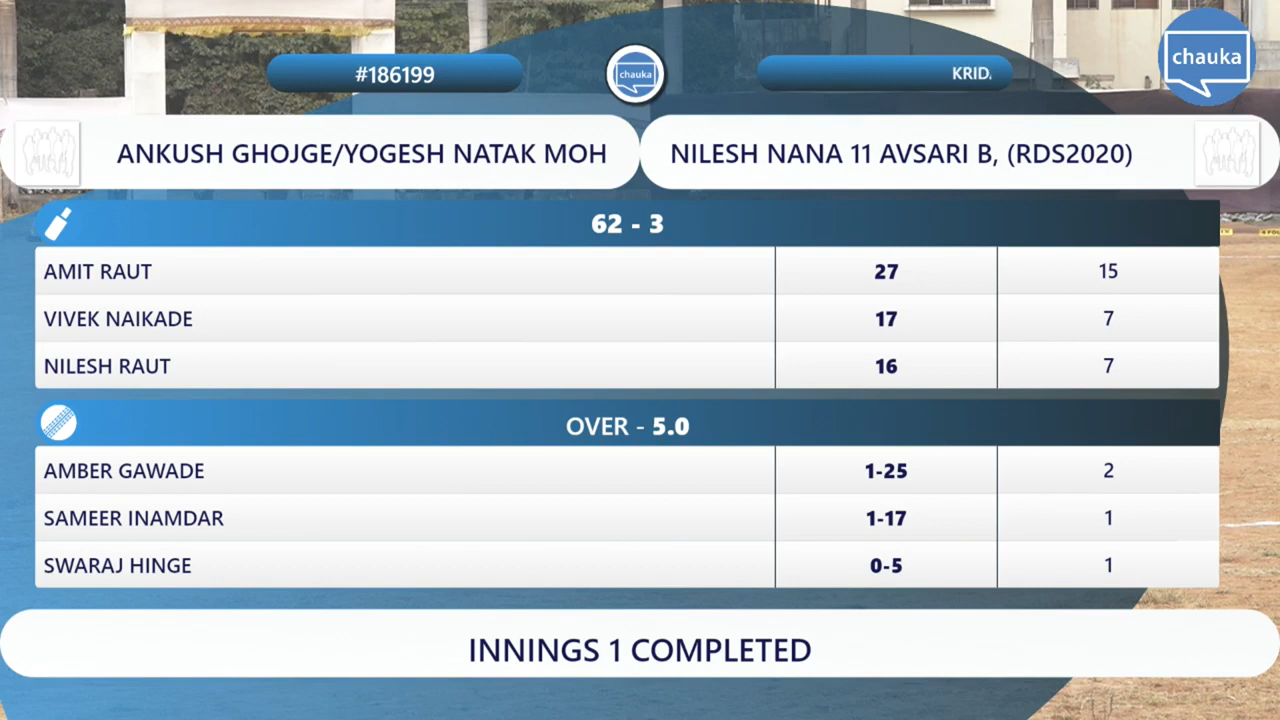 #186199
chauka
KRID
chauka
ANKUSH GHOJGE/YOGESH NATAK MOH
NILESH NANA 11 AVSARI B, (RDS2020)
62 - 3
AMIT RAUT 27 15
VIVEK NAIKADE 17 7
NILESH RAUT 16 7
OVER - 5.0
AMBER GAWADE 1-25 2
SAMEER INAMDAR 1-17 1
SWARAJ HINGE 0-5 1
INNINGS 1 COMPLETED